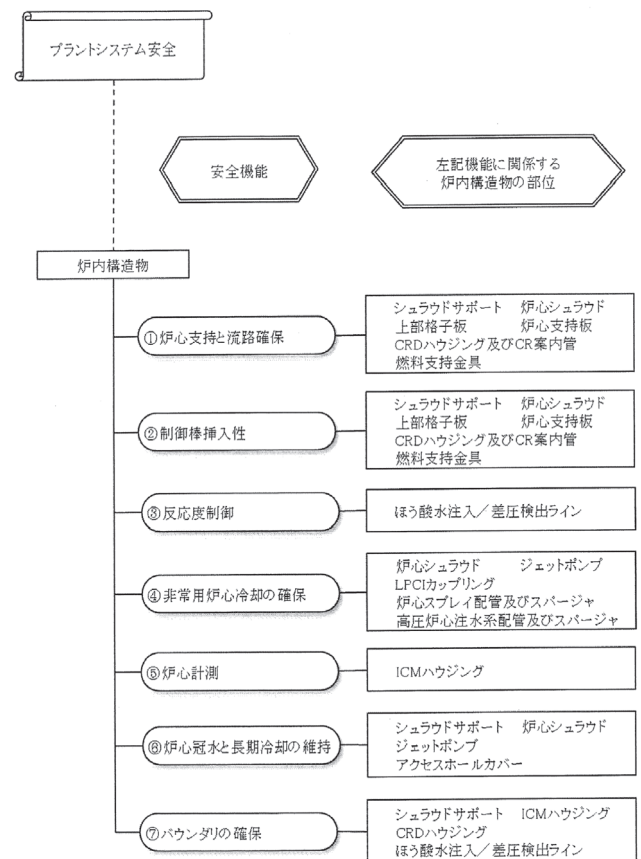 プラントシステム安全
安全機能
左記機能に関係する
炉内構造物の部位
炉内構造物
①炉心支持と流路確保
シュラウドサポート 炉心シュラウド
上部格子板 炉心支持板
CRDハウジング及びCR案内管
燃料支持金具
②制御棒挿入性
シュラウドサポート 炉心シュラウド
上部格子板 炉心支持板
CRDハウジング及びCR案内管
燃料支持金具
③反応度制御
ほう酸水注入/差圧検出ライン
④非常用炉心冷却の確保
炉心シュラウド ジェットポンプ
LPCIカップリング
炉心スプレイ配管及びスパージャ
高圧炉心注水系配管及びスパージャ
⑤炉心計測
ICMハウジング
⑥炉心冠水と長期冷却の維持
シュラウドサポート 炉心シュラウド
ジェットポンプ
アクセスホールカバー
⑦バウンダリの確保
シュラウドサポート ICMハウジング
CRDハウジング
ほう酸水注入/差圧検出ライン